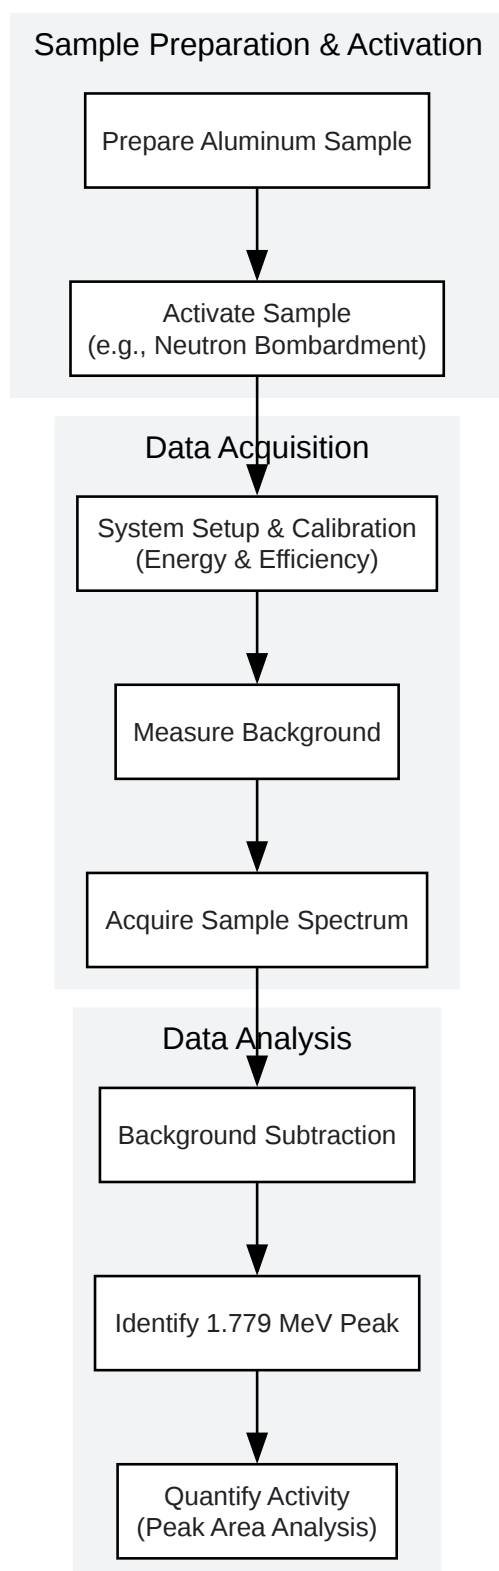 Sample Preparation & Activation
Prepare Aluminum Sample
Activate Sample
(e.g., Neutron Bombardment)
Data Acquisition
System Setup & Calibration
(Energy & Efficiency)
Measure Background
Acquire Sample Spectrum
Data Analysis
Background Subtraction
Identify 1.779 MeV Peak
Quantify Activity
(Peak Area Analysis)